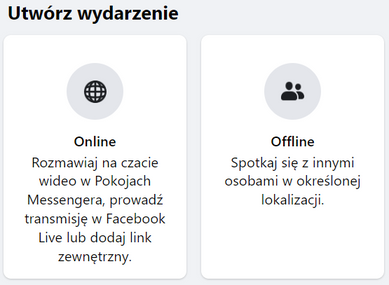 Utwórz wydarzenie
Online
Rozmawiaj na czacie
wideo w Pokojach
Messengera, prowadź
transmisję w Facebook
Live lub dodaj link
zewnętrzny.
Offline
Spotkaj się z innymi
osobami w określonej
lokalizacji.